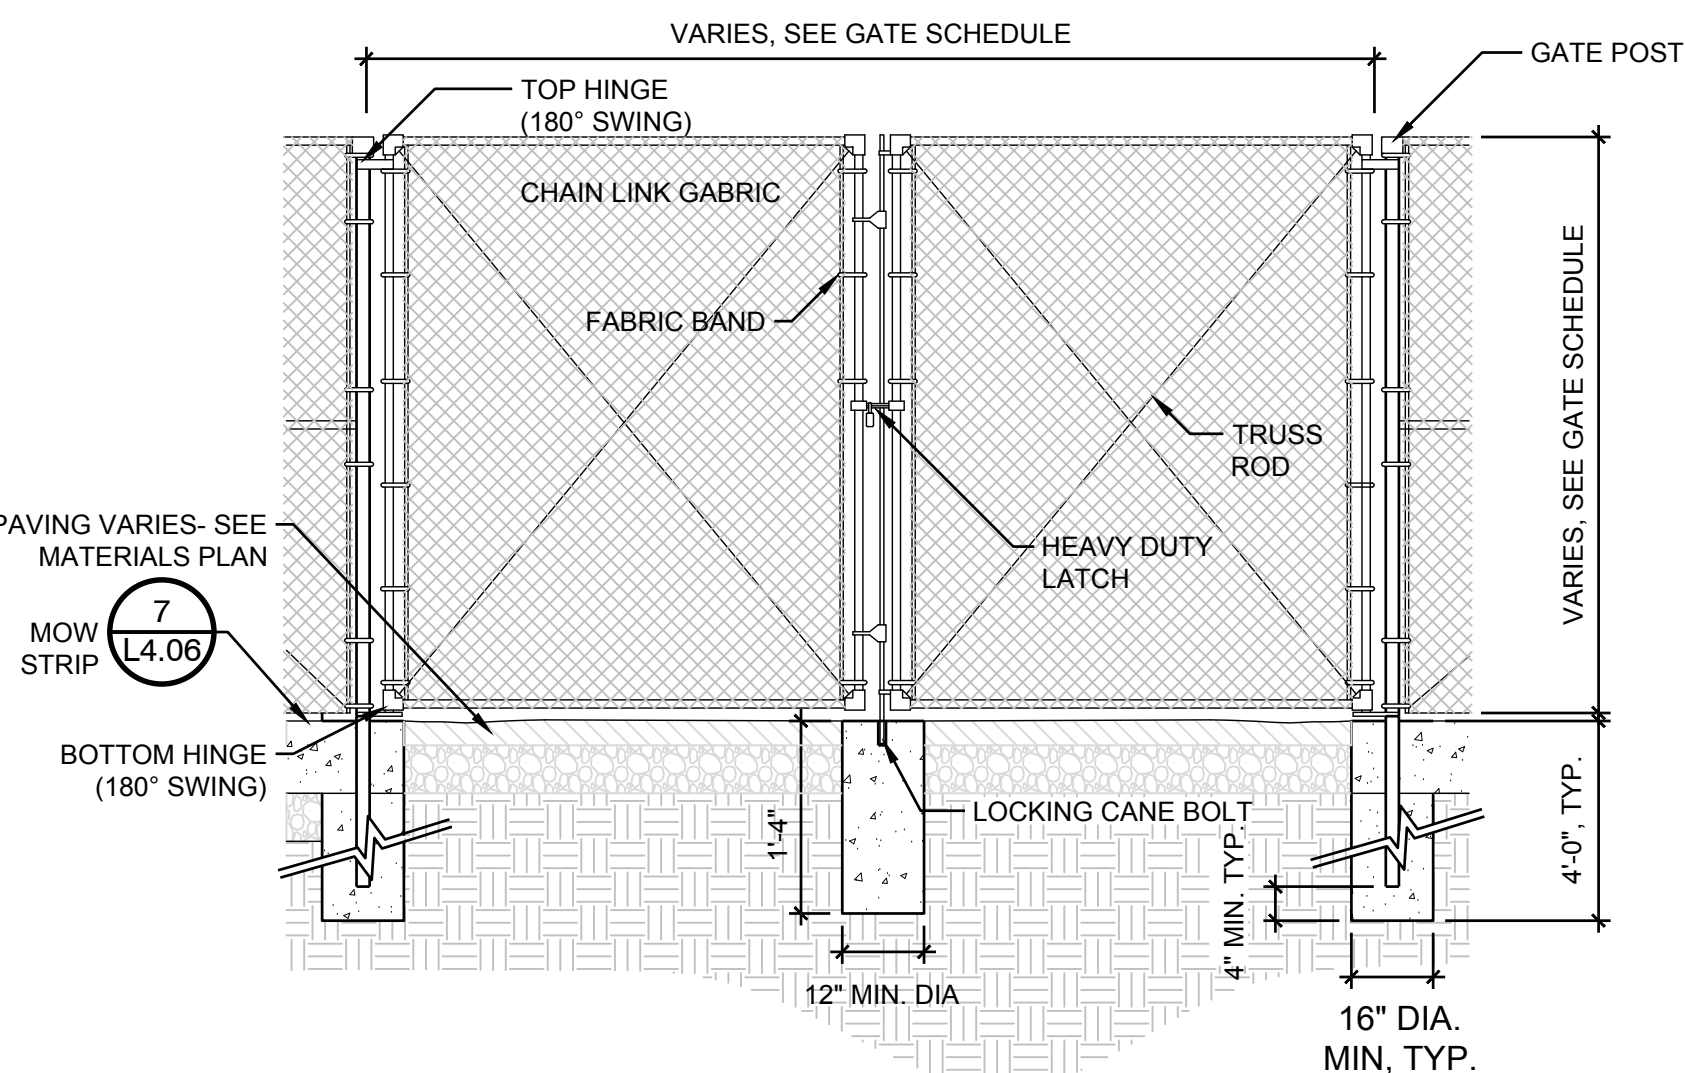 VARIES, SEE GATE SCHEDULE
GATE POST
TOP HINGE
(180° SWING)
CHAIN LINK GABRIC
FABRIC BAND
VARIES, SEE GATE SCHEDULE
TRUSS
ROD
PAVING VARIES- SEE
MATERIALS PLAN
HEAVY DUTY
LATCH
7
L4.06
MOW
STRIP
BOTTOM HINGE
(180° SWING)
LOCKING CANE BOLT
1'-4"
4" MIN. TYP.
4'-0", TYP.
12" MIN. DIA
16" DIA.
MIN, TYP.